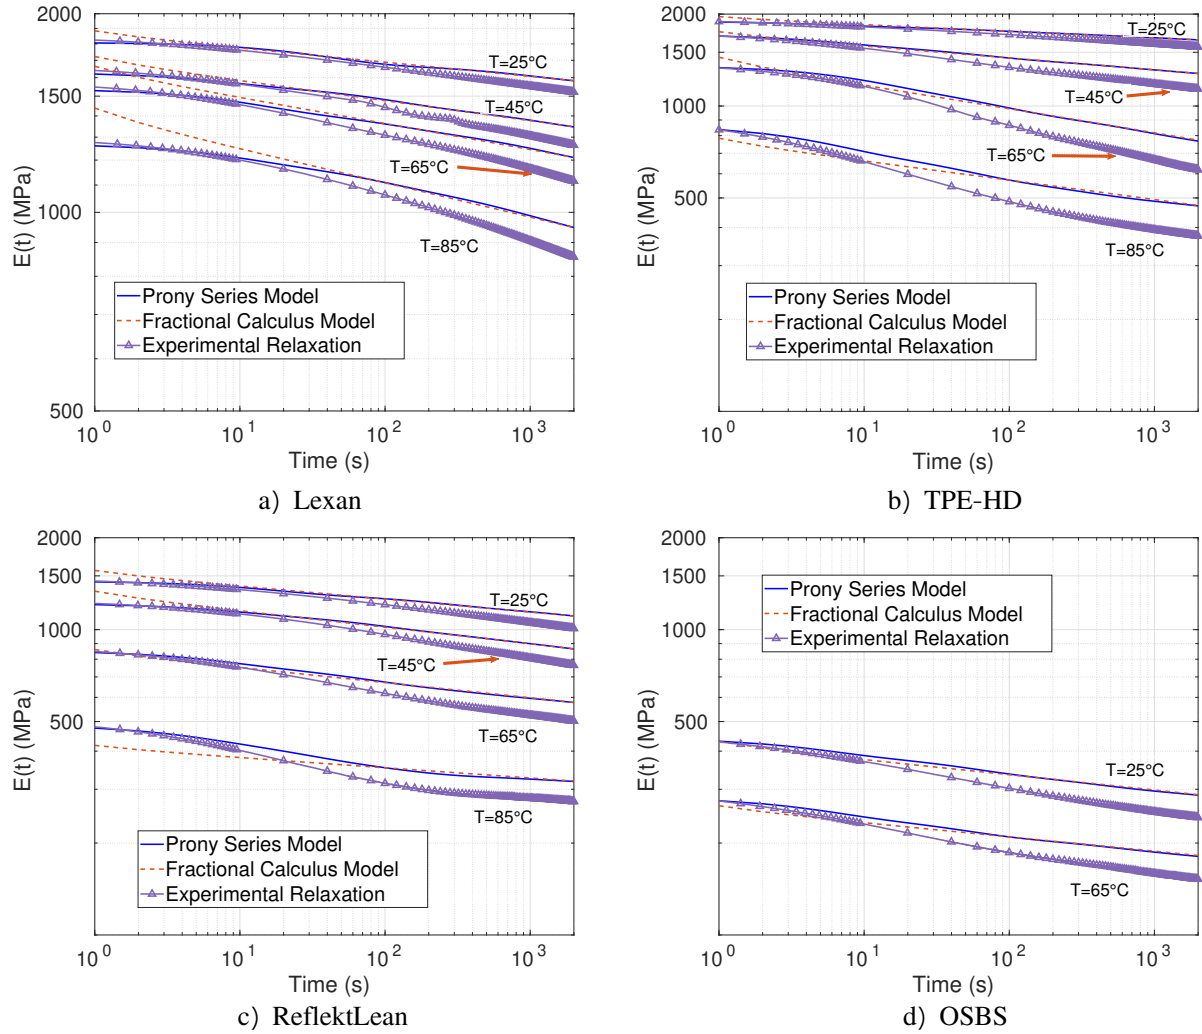 2000
1500
1000
500
E(t) (MPa)
T=25°C
T=45°C
T=65°C
T=85°C
Prony Series Model
Fractional Calculus Model
Experimental Relaxation
10^0 10^1 10^2 10^3
Time (s)
a) Lexan
2000
1500
1000
500
E(t) (MPa)
T=25°C
T=45°C
T=65°C
T=85°C
Prony Series Model
Fractional Calculus Model
Experimental Relaxation
10^0 10^1 10^2 10^3
Time (s)
b) TPE-HD
2000
1500
1000
500
E(t) (MPa)
T=25°C
T=45°C
T=65°C
T=85°C
Prony Series Model
Fractional Calculus Model
Experimental Relaxation
10^0 10^1 10^2 10^3
Time (s)
c) ReflektLean
2000
1500
1000
500
E(t) (MPa)
Prony Series Model
Fractional Calculus Model
Experimental Relaxation
T=25°C
T=65°C
10^0 10^1 10^2 10^3
Time (s)
d) OSBS